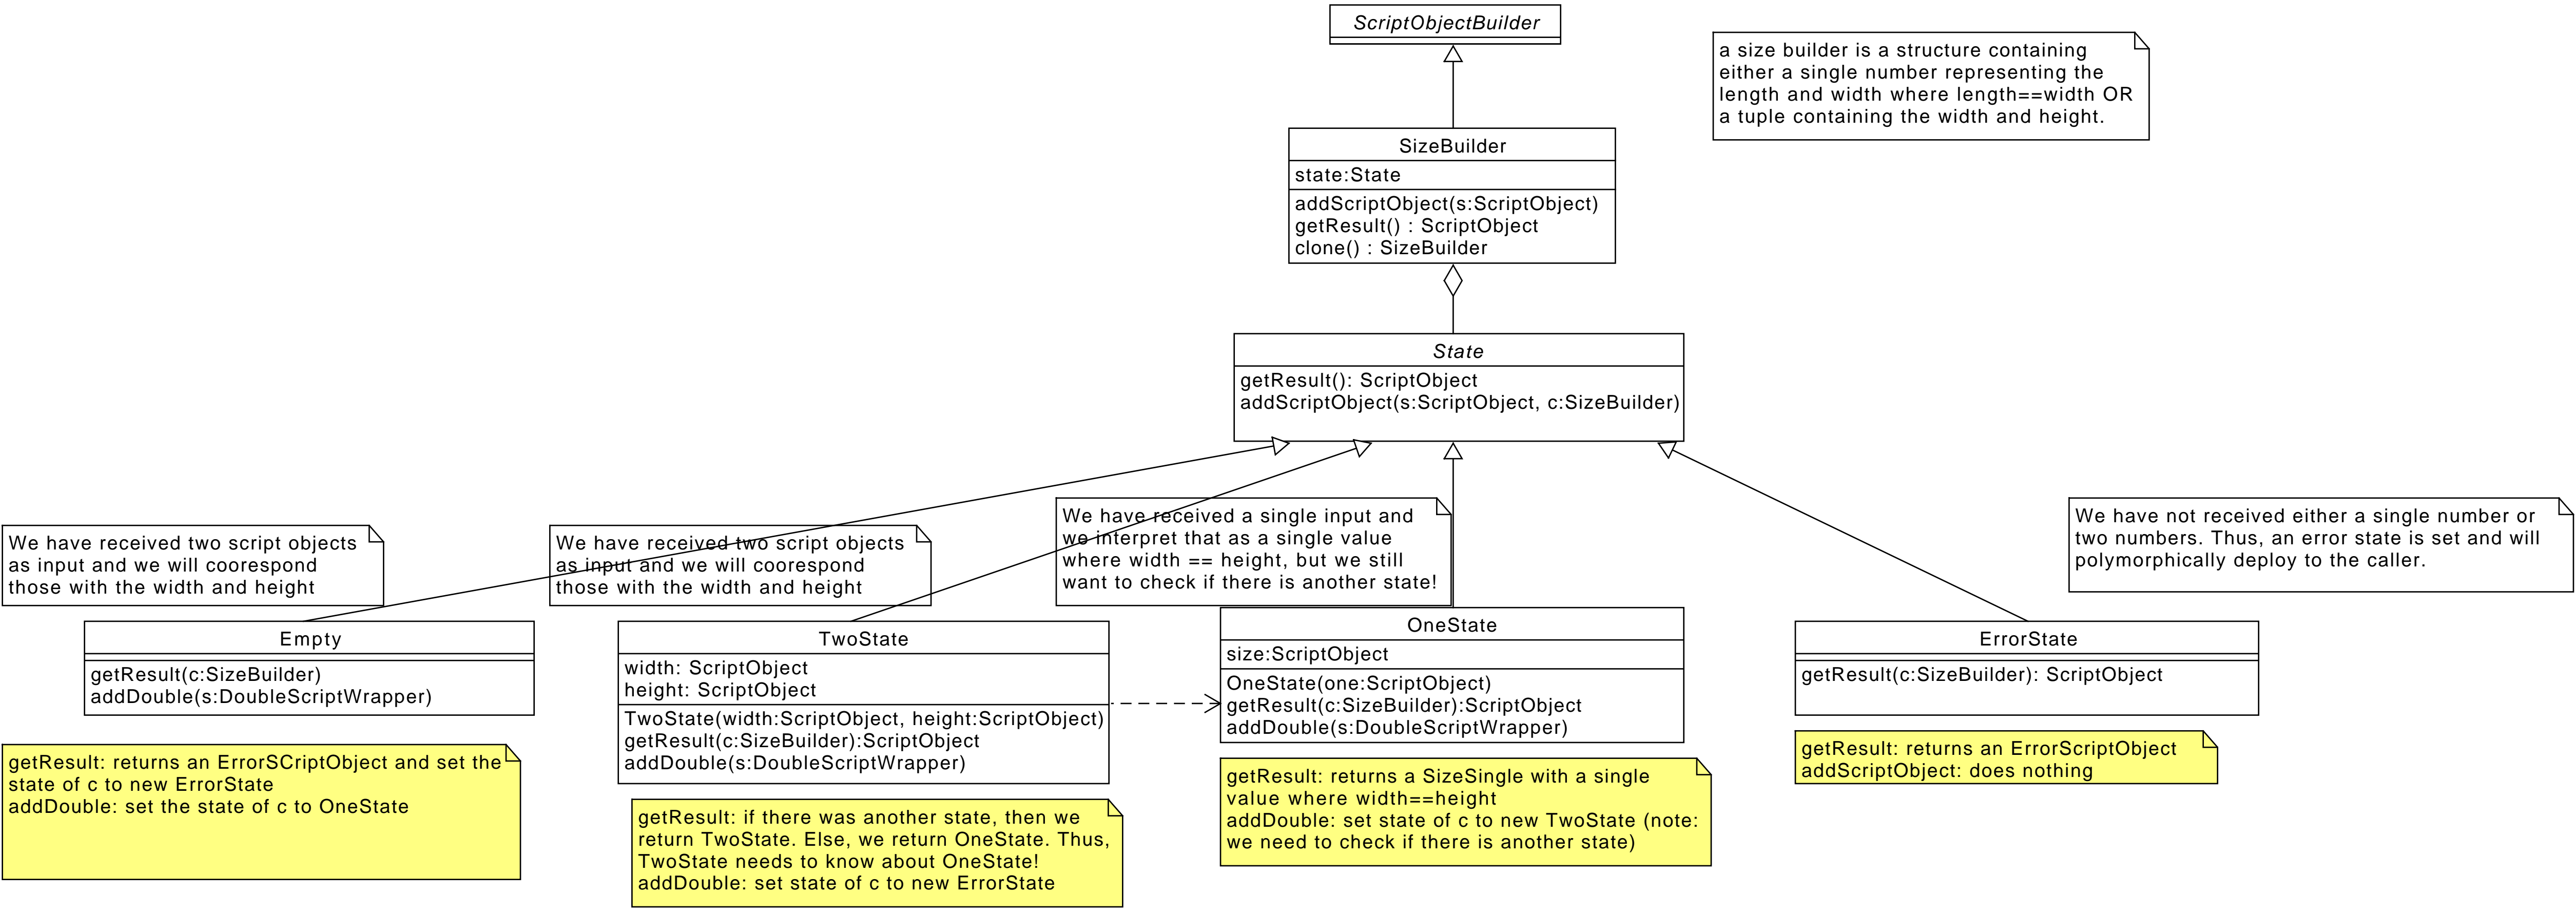 ScriptObjectBuilder
a size builder is a structure containing
either a single number representing the
length and width where length==width OR
a tuple containing the width and height.
SizeBuilder
state:State
addScriptObject(s:ScriptObject)
getResult() : ScriptObject
clone() : SizeBuilder
State
getResult(): ScriptObject
addScriptObject(s:ScriptObject, c:SizeBuilder)
We have received two script objects
as input and we will coorespond
those with the width and height
We have received two script objects
as input and we will coorespond
those with the width and height
We have received a single input and
we interpret that as a single value
where width == height, but we still
want to check if there is another state!
We have not received either a single number or
two numbers. Thus, an error state is set and will
polymorphically deploy to the caller.
Empty
getResult(c:SizeBuilder)
addDouble(s:DoubleScriptWrapper)
TwoState
width: ScriptObject
height: ScriptObject
TwoState(width:ScriptObject, height:ScriptObject)
getResult(c:SizeBuilder):ScriptObject
addDouble(s:DoubleScriptWrapper)
OneState
size:ScriptObject
OneState(one:ScriptObject)
getResult(c:SizeBuilder):ScriptObject
addDouble(s:DoubleScriptWrapper)
ErrorState
getResult(c:SizeBuilder): ScriptObject
getResult: returns an ErrorSCriptObject and set the
state of c to new ErrorState
addDouble: set the state of c to OneState
getResult: if there was another state, then we
return TwoState. Else, we return OneState. Thus,
TwoState needs to know about OneState!
addDouble: set state of c to new ErrorState
getResult: returns a SizeSingle with a single
value where width==height
addDouble: set state of c to new TwoState (note:
we need to check if there is another state)
getResult: returns an ErrorScriptObject
addScriptObject: does nothing